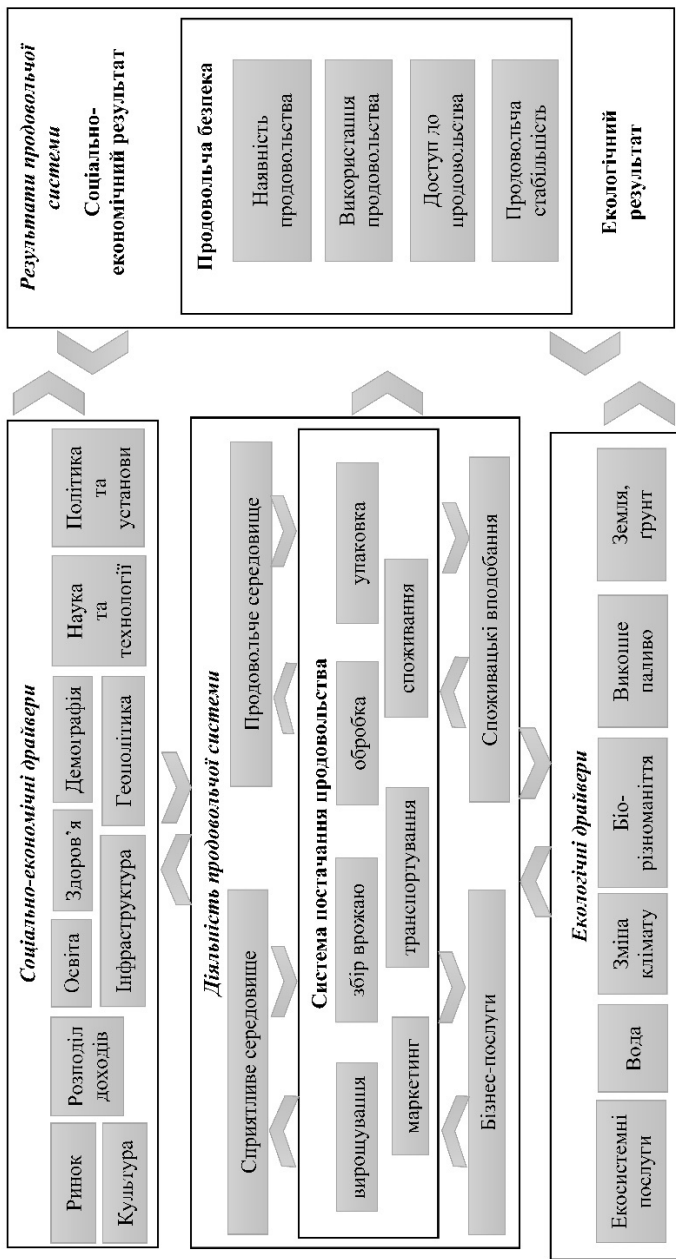 Соціально-економічні драйвери
Ринок
Культура
Розподіл
доходів
Освіта
Здоров’я
Демографія
Інфраструктура
Геополітика
Наука
та
технології
Політика
та
установи
Діяльність продовольчої системи
Сприятливе середовище
Продовольче середовище
Система постачання продовольства
вирощування
збір врожаю
обробка
упаковка
маркетинг
транспортування
споживання
Бізнес-послуги
Споживацькі вподобання
Екологічні драйвери
Екосистемні
послуги
Вода
Зміна
клімату
Біо-
різноманіття
Викопне
паливо
Земля,
ґрунт
Результати продовольчої
системи
Соціально-
економічний результат
Продовольча безпека
Наявність
продовольства
Використання
продовольства
Доступ до
продовольства
Продовольча
стабільність
Екологічний
результат